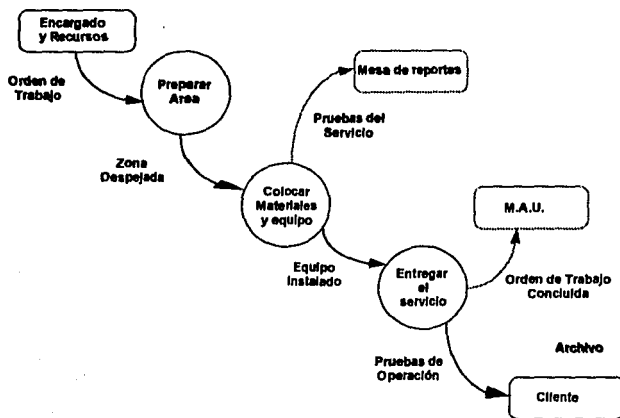 Encargado
y Recursos
Orden de
Trabajo
Preparar
Area
Mesa de reportes
Pruebas del
Servicio
Zona
Despejada
Colocar
Materiales
y equipo
M.A.U.
Equipo
Instalado
Entregar
el
servicio
Orden de Trabajo
Concluida
Pruebas de
Operación
Archivo
Cliente